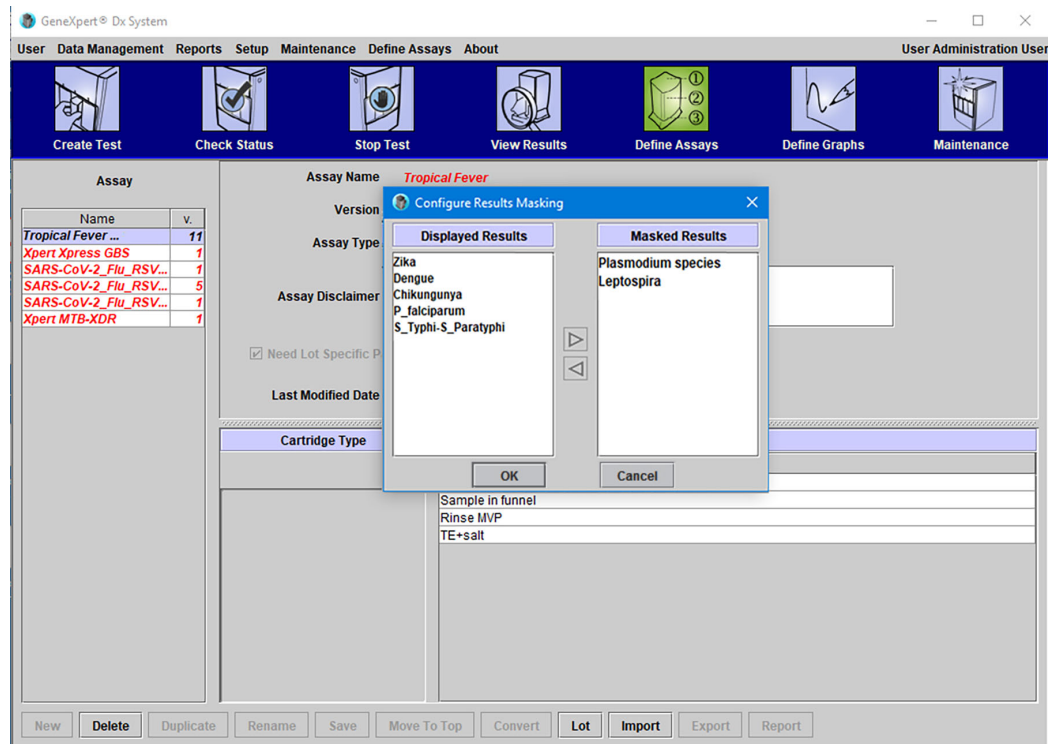 GeneXpert® Dx System
User Data Management Reports Setup Maintenance Define Assays About User Administration User
Create Test Check Status Stop Test View Results Define Assays Define Graphs Maintenance
1
2
3
Assay
Name v.
Tropical Fever ... 11
Xpert Xpress GBS 1
SARS-CoV-2_Flu_RSV... 1
SARS-CoV-2_Flu_RSV... 5
SARS-CoV-2_Flu_RSV... 1
Xpert MTB-XDR 1
Assay Name Tropical Fever
Version
Assay Type
Assay Disclaimer
Need Lot Specific P
Last Modified Date
Configure Results Masking
Displayed Results Masked Results
Zika
Dengue
Chikungunya
P_falciparum
S_Typhi-S_Paratyphi
Plasmodium species
Leptospira
OK Cancel
Cartridge Type
Sample in funnel
Rinse MVP
TE+salt
New Delete Duplicate Rename Save Move To Top Convert Lot Import Export Report